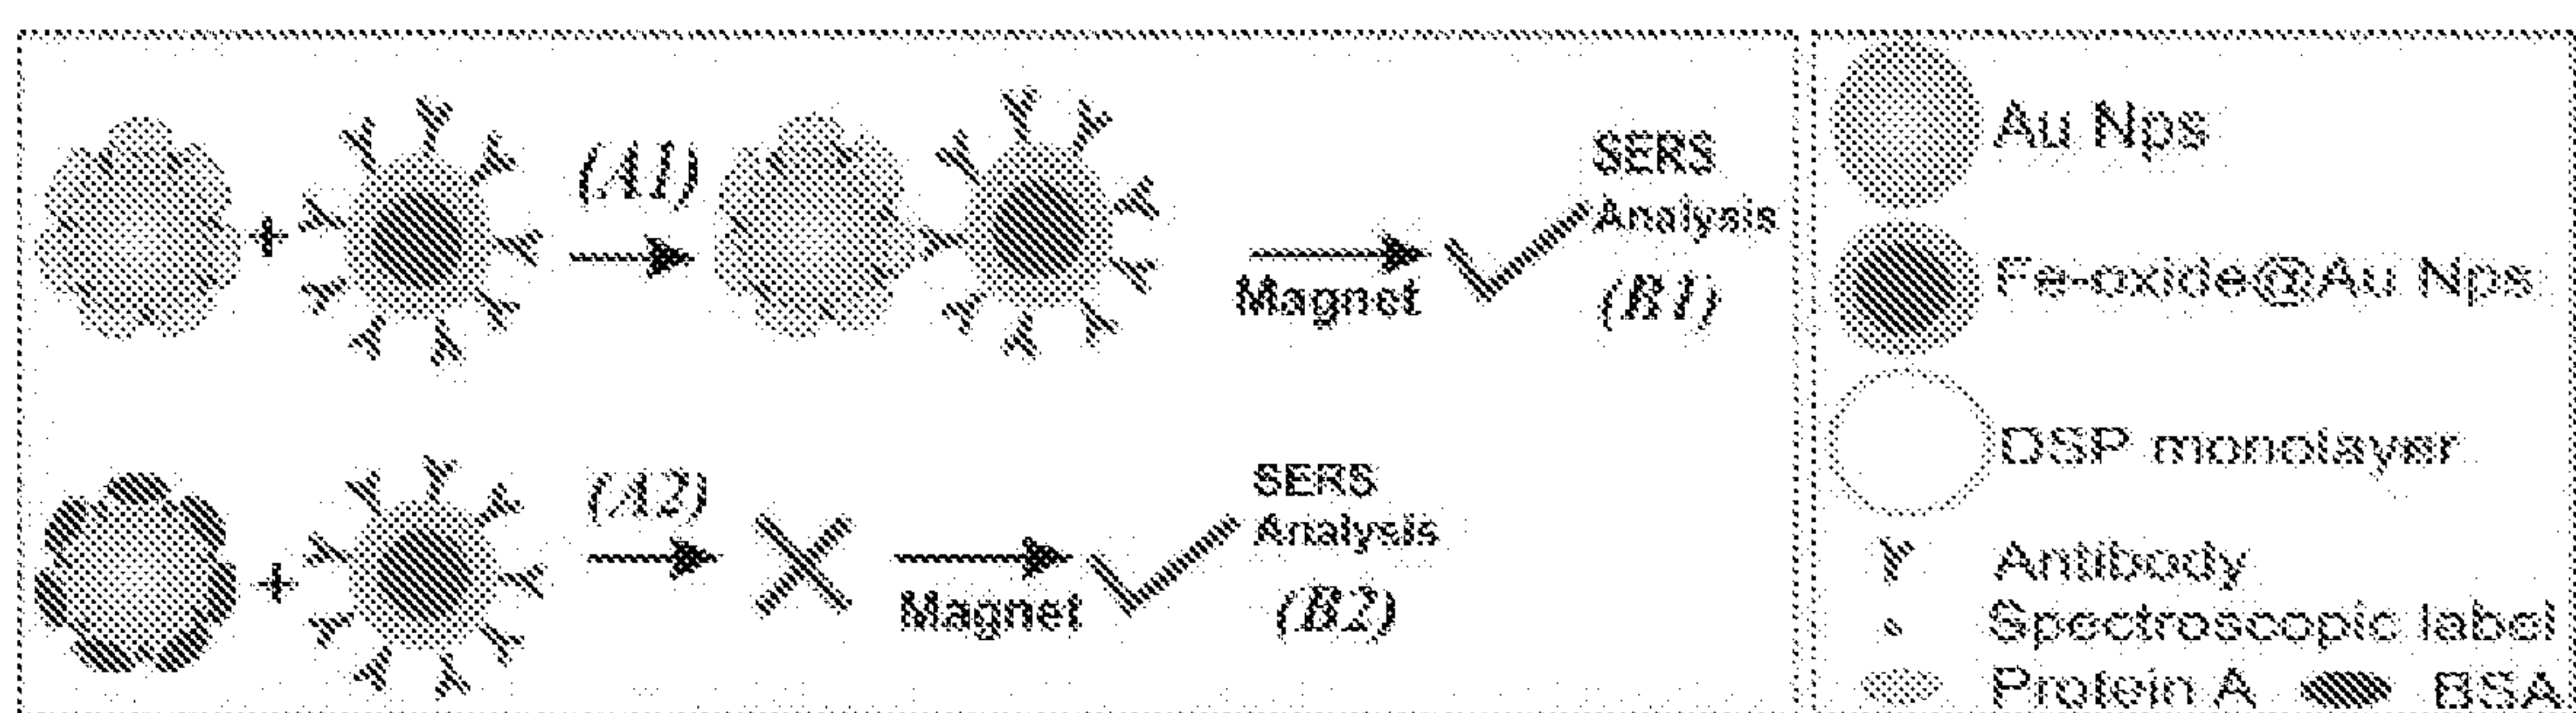 (A1)
+
Magnet
SERS
Analysis
(B1)
(A2)
+
Magnet
SERS
Analysis
(B2)
Au Nps
Fe-oxide@Au Nps
DSP monolayer
Antibody
Spectroscopic label
Protein A BSA